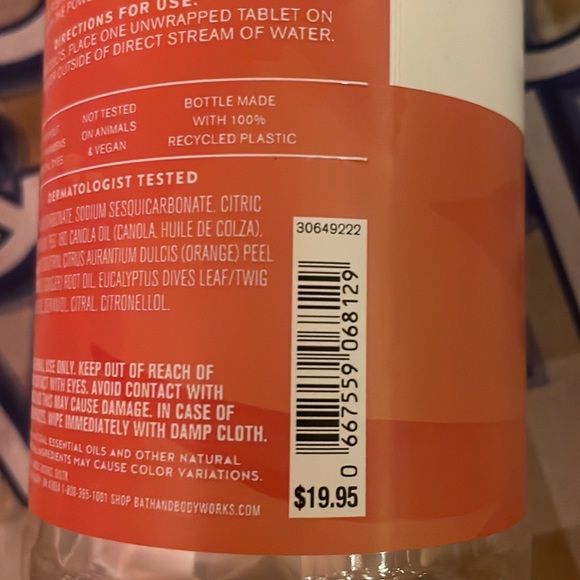 DIRECTIONS FOR USE:
PLACE ONE UNWRAPPED TABLET ON
OUTSIDE OF DIRECT STREAM OF WATER.
NOT TESTED
ON ANIMALS
& VEGAN
BOTTLE MADE
WITH 100%
RECYCLED PLASTIC
DERMATOLOGIST TESTED
SODIUM SESQUICARBONATE, CITRIC
CANOLA OIL (CANOLA, HUILE DE COLZA),
CITRUS AURANTIUM DULCIS (ORANGE) PEEL
ROOT OIL, EUCALYPTUS DIVES LEAF/TWIG
CITRAL, CITRONELLOL.
USE ONLY. KEEP OUT OF REACH OF
WITH EYES. AVOID CONTACT WITH
THIS MAY CAUSE DAMAGE. IN CASE OF
WIPE IMMEDIATELY WITH DAMP CLOTH.
ESSENTIAL OILS AND OTHER NATURAL
INGREDIENTS MAY CAUSE COLOR VARIATIONS.
SHOP BATHANDBODYWORKS.COM
30649222
0 667559 068129
$19.95